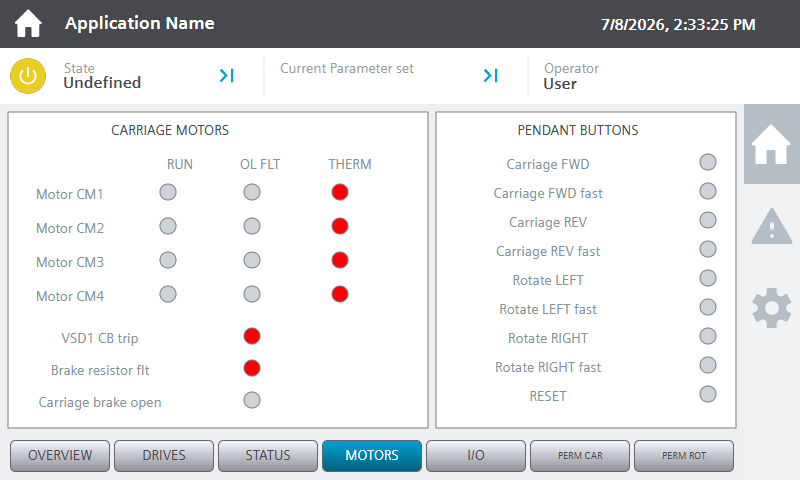 Application Name
7/8/2026, 2:33:25 PM
State
Undefined
Current Parameter set
Operator
User
CARRIAGE MOTORS
RUN OL FLT THERM
Motor CM1
Motor CM2
Motor CM3
Motor CM4
VSD1 CB trip
Brake resistor flt
Carriage brake open
PENDANT BUTTONS
Carriage FWD
Carriage FWD fast
Carriage REV
Carriage REV fast
Rotate LEFT
Rotate LEFT fast
Rotate RIGHT
Rotate RIGHT fast
RESET
OVERVIEW DRIVES STATUS MOTORS I/O PERM CAR PERM ROT